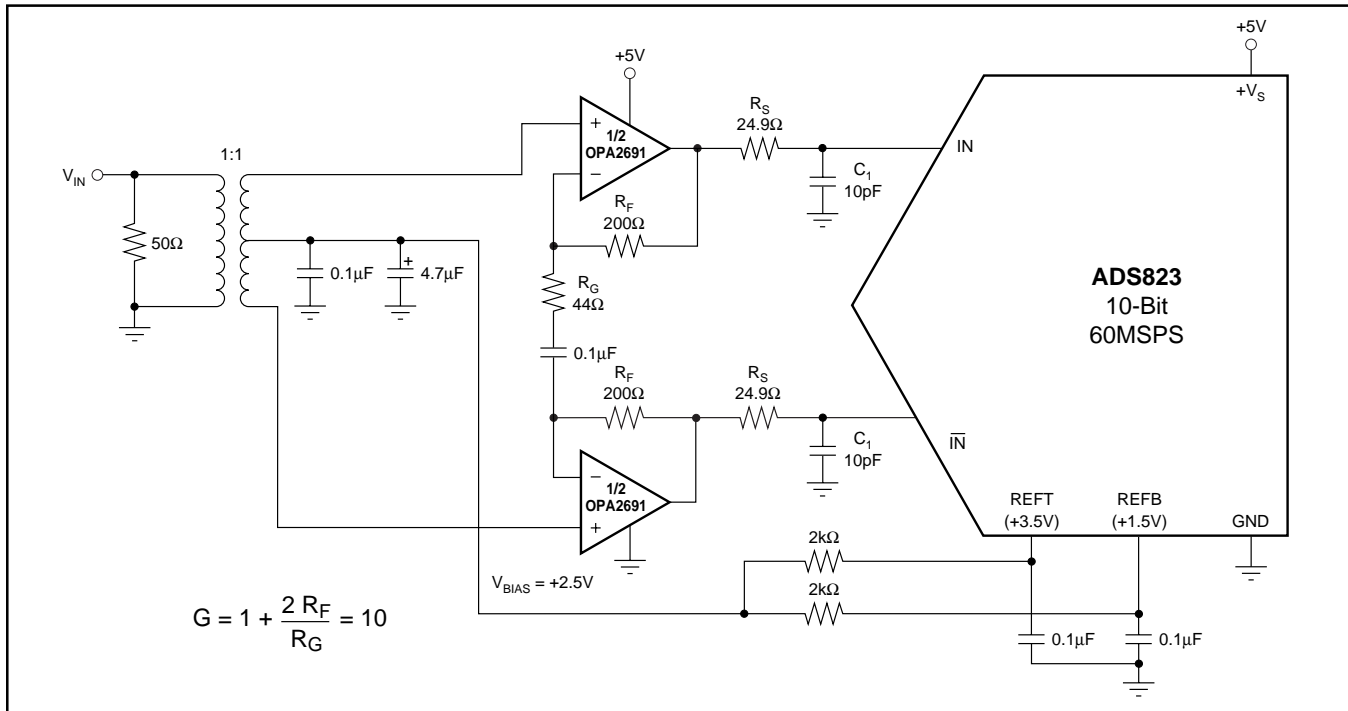 +5V
+5V
+V_S
1/2
OPA2691
+
−
R_S
24.9Ω
IN
1:1
V_IN
C_1
10pF
R_F
200Ω
50Ω
0.1µF
+
4.7µF
R_G
44Ω
ADS823
10-Bit
60MSPS
0.1µF
R_F
200Ω
R_S
24.9Ω
I̅N̅
C_1
10pF
−
1/2
OPA2691
+
REFT
(+3.5V)
REFB
(+1.5V)
GND
2kΩ
V_BIAS = +2.5V
2kΩ
G = 1 + 2 R_F / R_G = 10
0.1µF
0.1µF